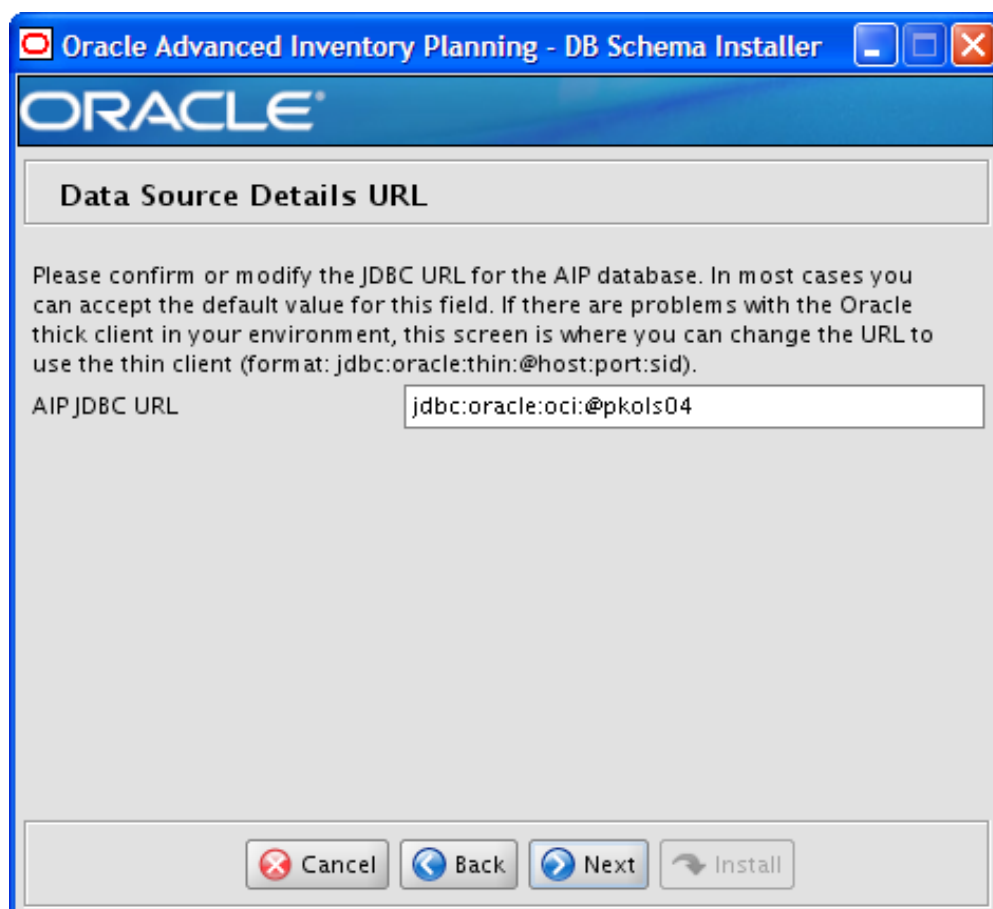 Oracle Advanced Inventory Planning - DB Schema Installer
ORACLE®
Data Source Details URL
Please confirm or modify the JDBC URL for the AIP database. In most cases you
can accept the default value for this field. If there are problems with the Oracle
thick client in your environment, this screen is where you can change the URL to
use the thin client (format: jdbc:oracle:thin:@host:port:sid).
AIP JDBC URL jdbc:oracle:oci:@pkols04
Cancel Back Next Install